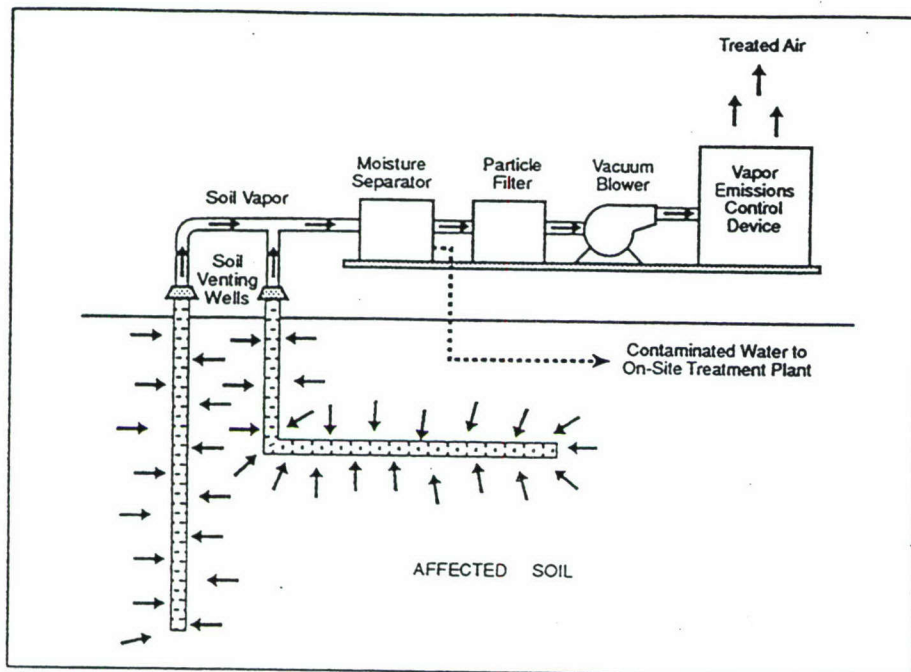 Treated Air
Moisture
Separator
Particle
Filter
Vacuum
Blower
Vapor
Emissions
Control
Device
Soil Vapor
Soil
Venting
Wells
Contaminated Water to
On-Site Treatment Plant
AFFECTED SOIL